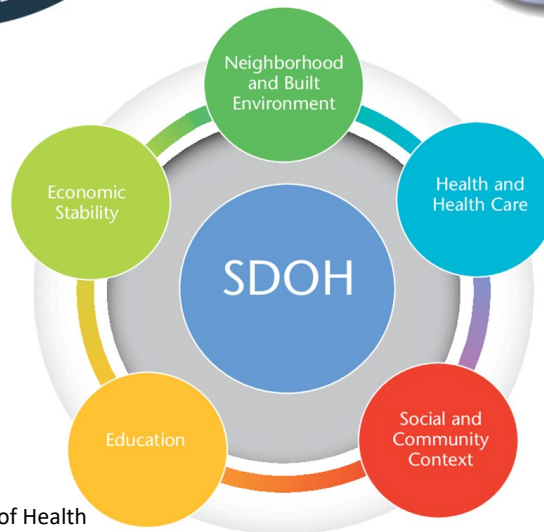 Neighborhood
and Built
Environment
Health and
Health Care
Economic
Stability
SDOH
Social and
Community
Context
Education
of Health